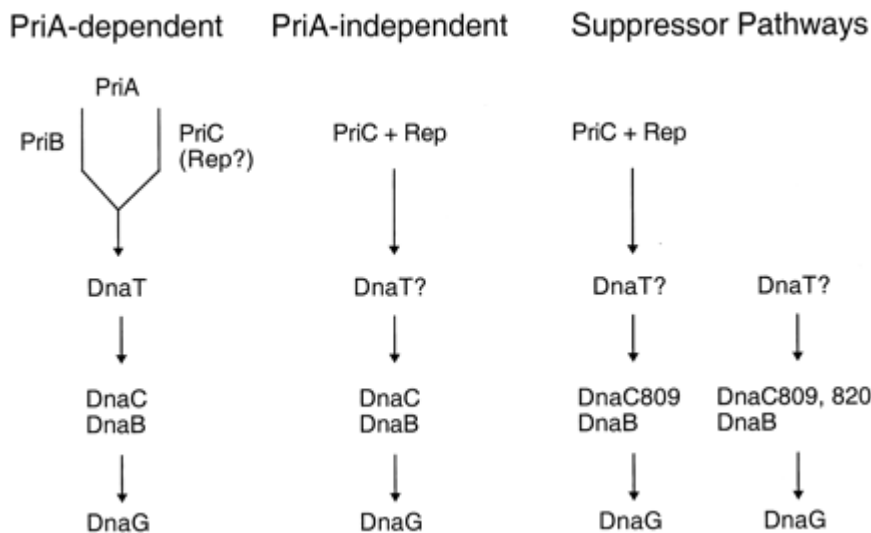 PriA-dependent
PriA-independent
Suppressor Pathways
PriA
PriB
PriC
(Rep?)
PriC + Rep
PriC + Rep
DnaT
DnaT?
DnaT?
DnaT?
DnaC
DnaB
DnaC
DnaB
DnaC809
DnaB
DnaC809, 820
DnaB
DnaG
DnaG
DnaG
DnaG